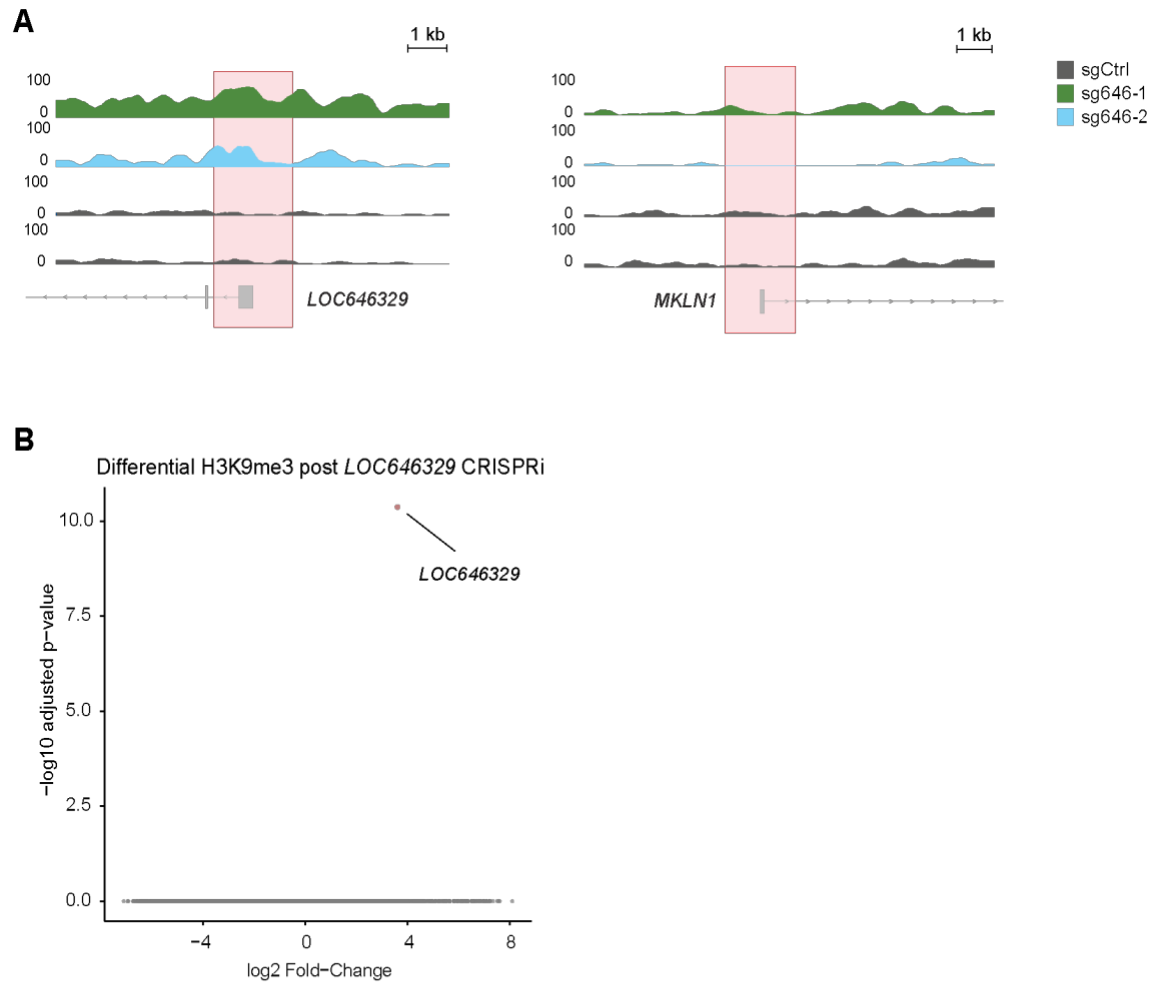 A
1 kb
1 kb
100
0
100
0
100
0
100
0
LOC646329
100
0
100
0
100
0
100
0
MKLN1
sgCtrl
sg646-1
sg646-2
B
Differential H3K9me3 post LOC646329 CRISPRi
LOC646329
−log10 adjusted p−value
10.0
7.5
5.0
2.5
0.0
−4
0
4
8
log2 Fold−Change